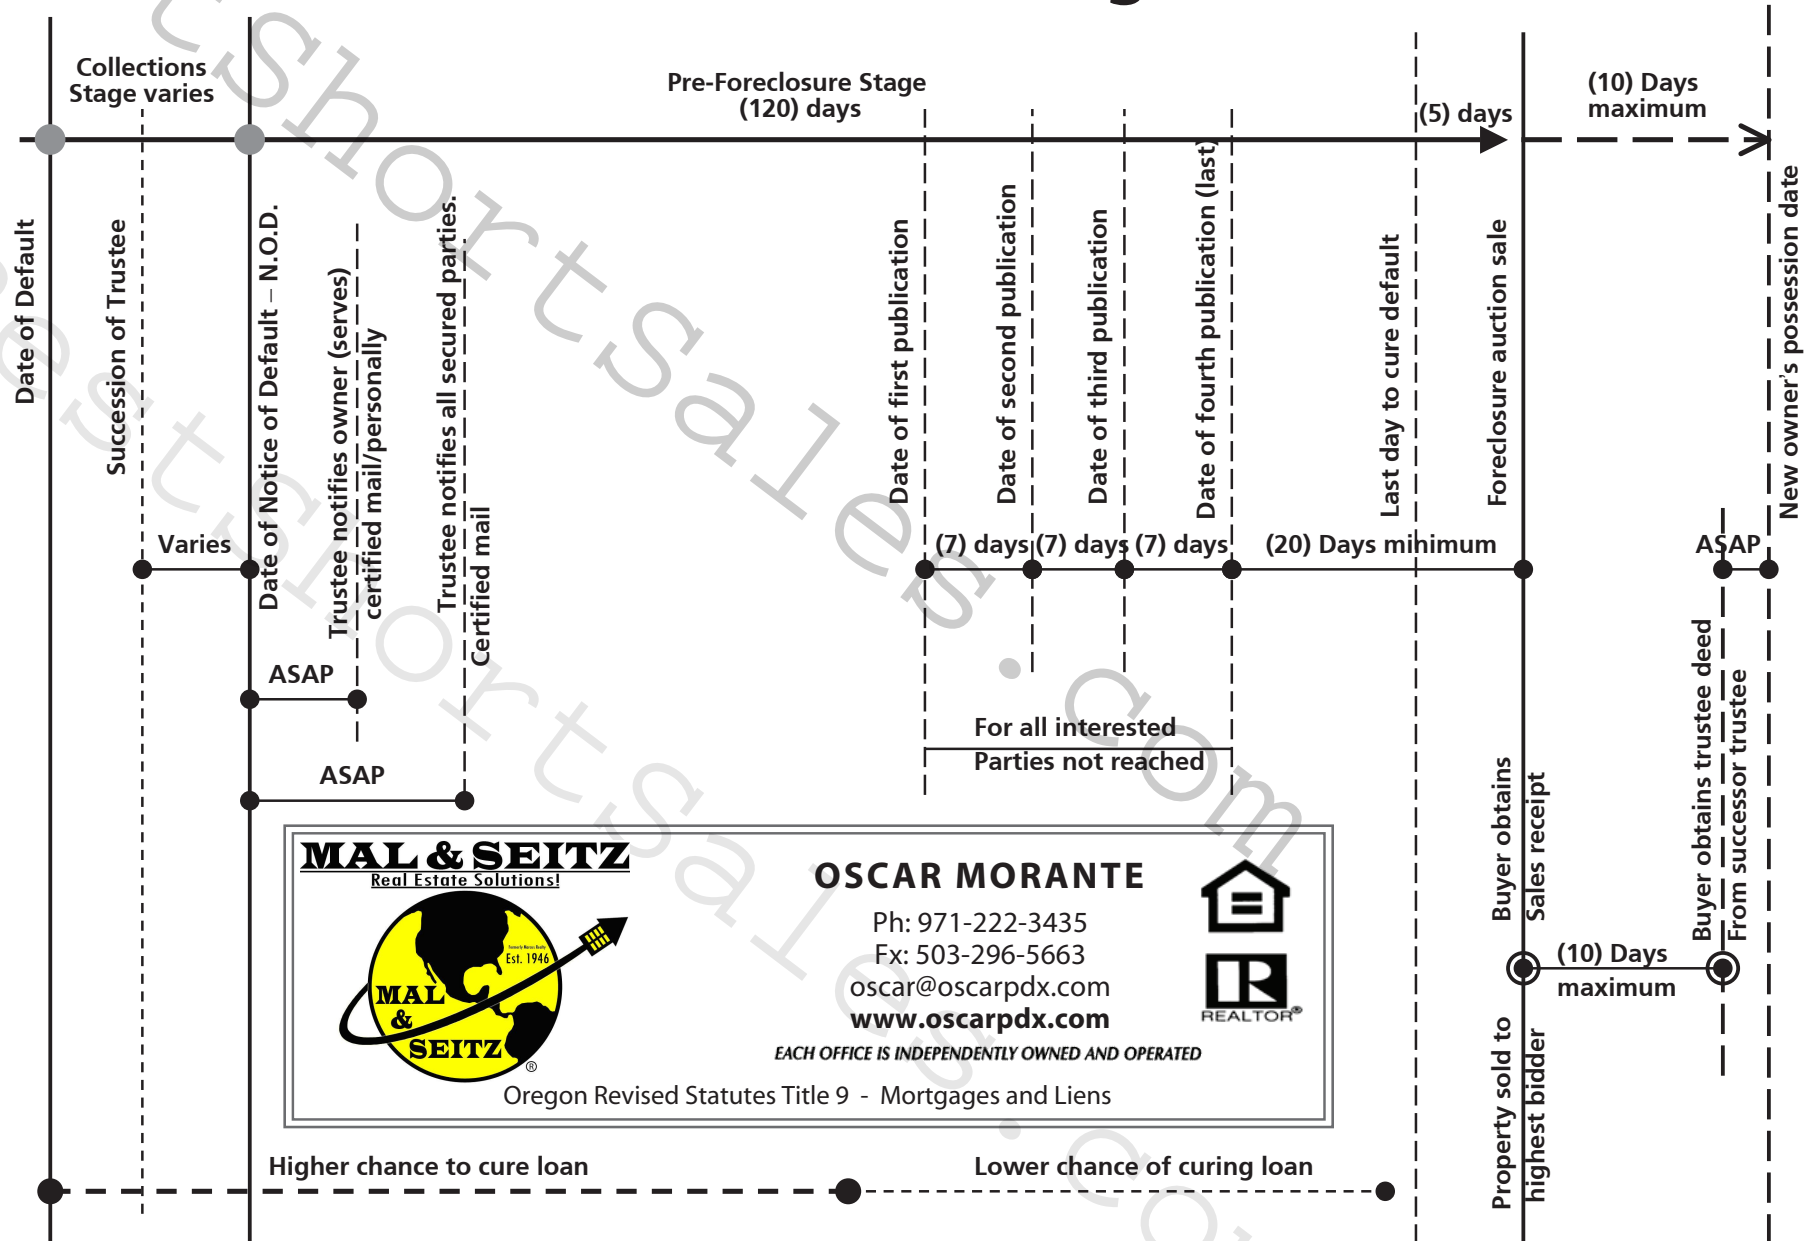 Collections
Stage varies
Pre-Foreclosure Stage
(120) days
(5) days
(10) Days
maximum
Date of Default
Succession of Trustee
Date of Notice of Default – N.O.D.
Trustee notifies owner (serves)
certified mail/personally
Trustee notifies all secured parties.
Certified mail
Date of first publication
Date of second publication
Date of third publication
Date of fourth publication (last)
Last day to cure default
Foreclosure auction sale
New owner's possession date
Varies
(7) days
(7) days
(7) days
(20) Days minimum
ASAP
ASAP
ASAP
For all interested
Parties not reached
Buyer obtains
Sales receipt
Buyer obtains trustee deed
From successor trustee
(10) Days
maximum
Property sold to
highest bidder
MAL & SEITZ
Real Estate Solutions!
Formerly Marcus Realty
Est. 1946
MAL
&
SEITZ
®
OSCAR MORANTE
Ph: 971-222-3435
Fx: 503-296-5663
oscar@oscarpdx.com
www.oscarpdx.com
EACH OFFICE IS INDEPENDENTLY OWNED AND OPERATED
Oregon Revised Statutes Title 9 - Mortgages and Liens
R
REALTOR®
Higher chance to cure loan
Lower chance of curing loan
tshortsales.com
estshortsales.co